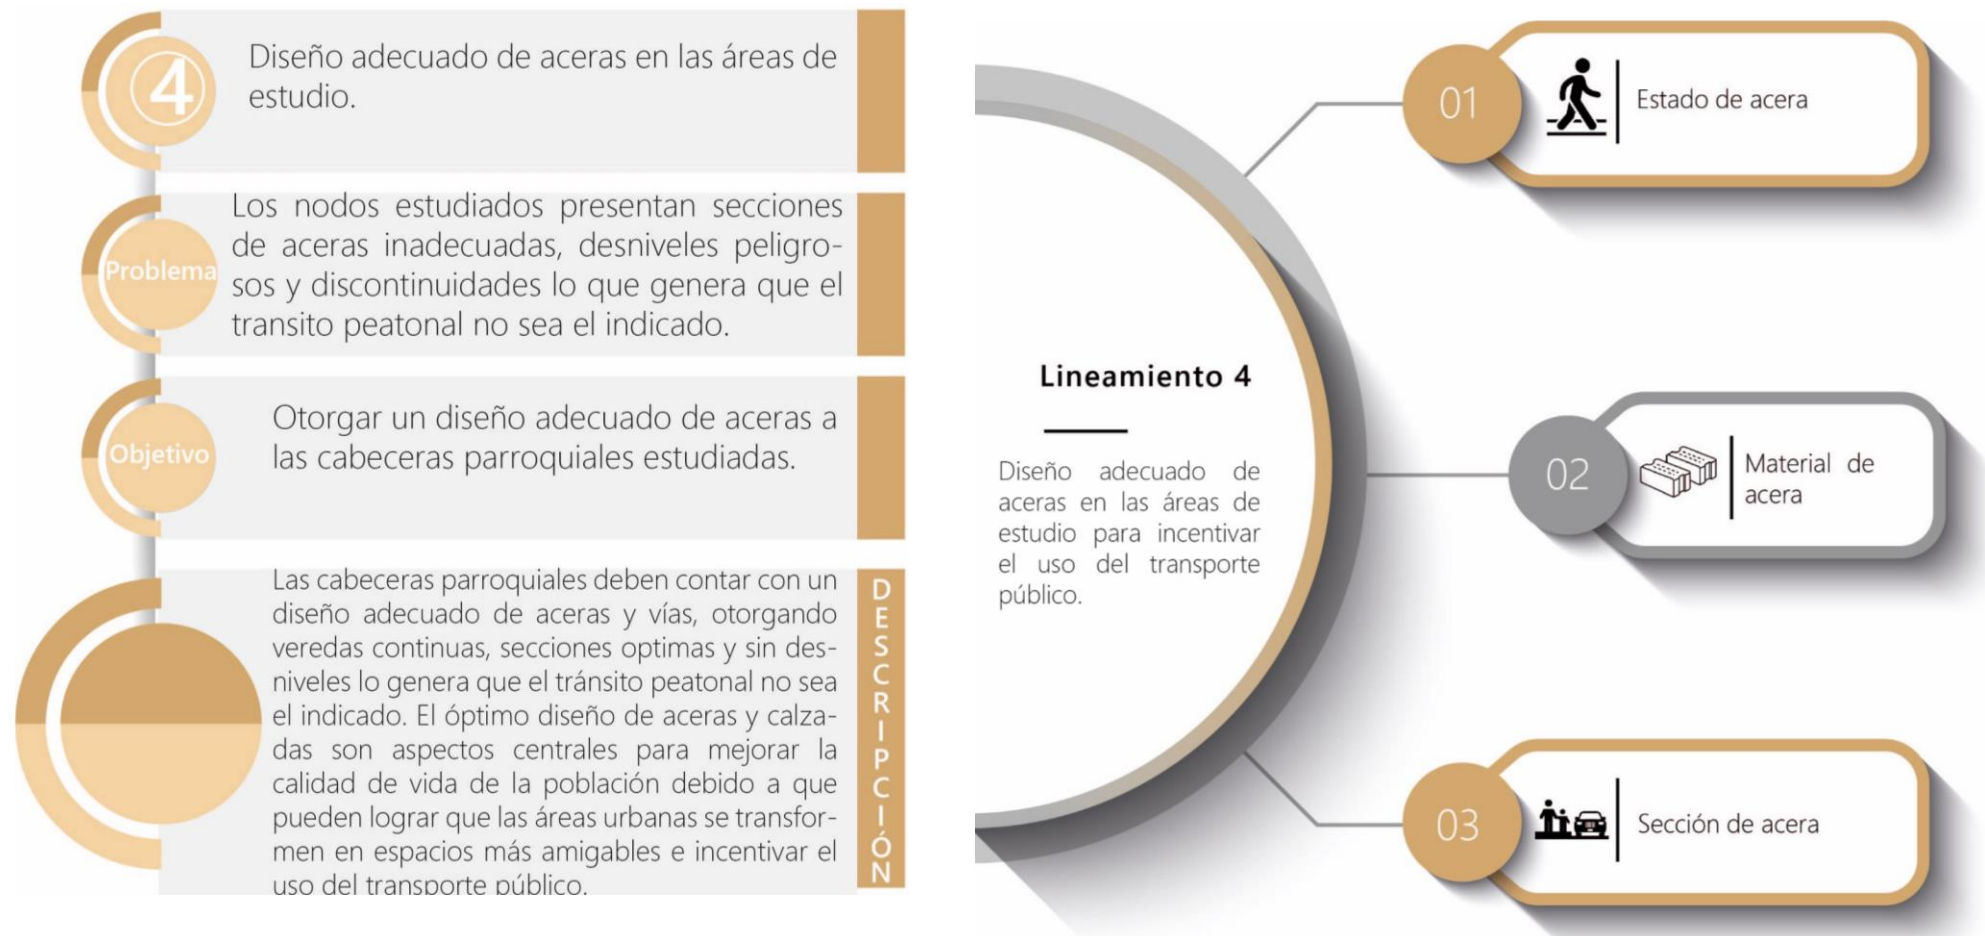 4
Diseño adecuado de aceras en las áreas de
estudio.
Problema
Los nodos estudiados presentan secciones
de aceras inadecuadas, desniveles peligro-
sos y discontinuidades lo que genera que el
transito peatonal no sea el indicado.
Objetivo
Otorgar un diseño adecuado de aceras a
las cabeceras parroquiales estudiadas.
DESCRIPCIÓN
Las cabeceras parroquiales deben contar con un
diseño adecuado de aceras y vías, otorgando
veredas continuas, secciones optimas y sin des-
niveles lo genera que el tránsito peatonal no sea
el indicado. El óptimo diseño de aceras y calza-
das son aspectos centrales para mejorar la
calidad de vida de la población debido a que
pueden lograr que las áreas urbanas se transfor-
men en espacios más amigables e incentivar el
uso del transporte público.
Lineamiento 4
Diseño adecuado de
aceras en las áreas de
estudio para incentivar
el uso del transporte
público.
01
Estado de acera
02
Material de
acera
03
Sección de acera